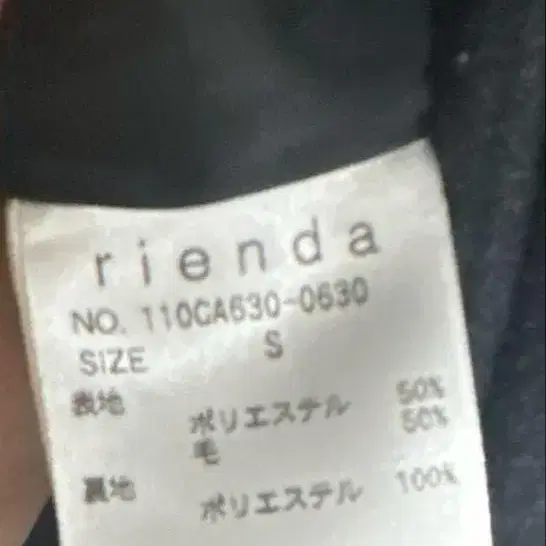 rienda
NO. 110CA630-0630
SIZE S
表地
ポリエステル 50%
毛 50%
裏地
ポリエステル 100%